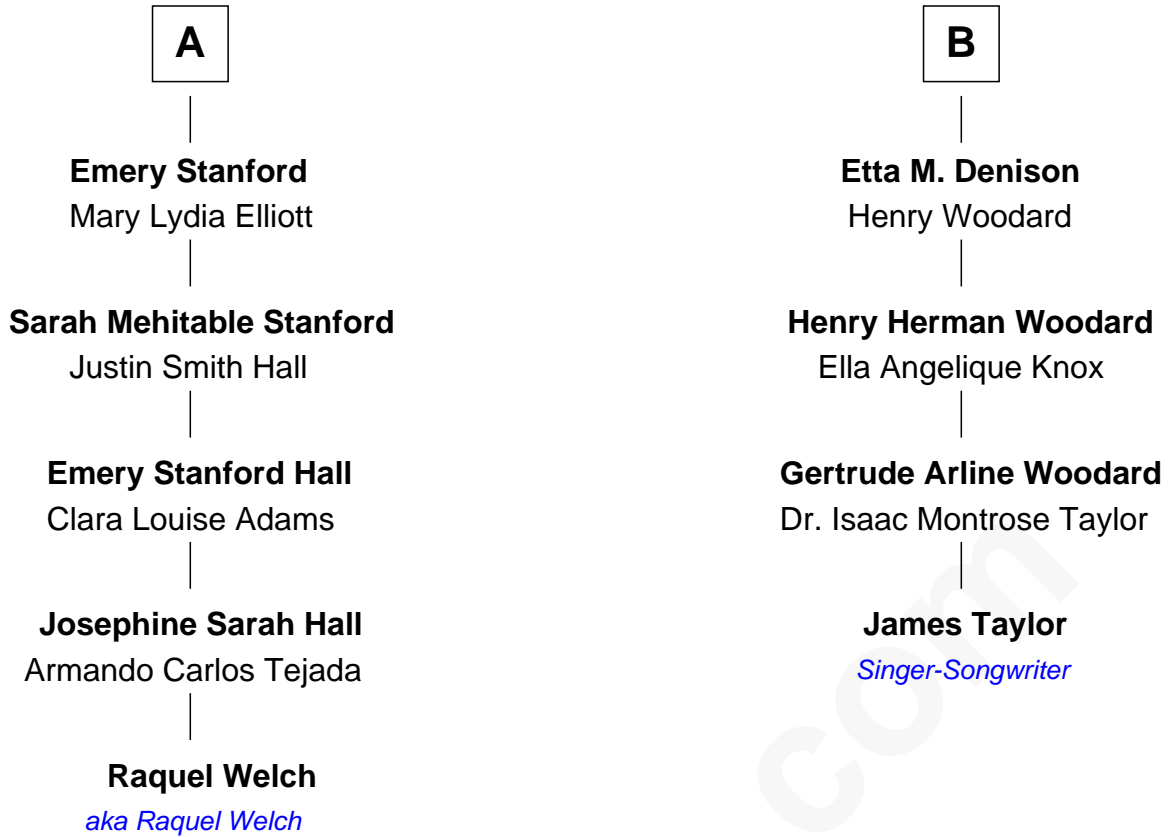 A
Emery Stanford
Mary Lydia Elliott
Sarah Mehitable Stanford
Justin Smith Hall
Emery Stanford Hall
Clara Louise Adams
Josephine Sarah Hall
Armando Carlos Tejada
Raquel Welch
aka Raquel Welch
B
Etta M. Denison
Henry Woodard
Henry Herman Woodard
Ella Angelique Knox
Gertrude Arline Woodard
Dr. Isaac Montrose Taylor
James Taylor
Singer-Songwriter
com